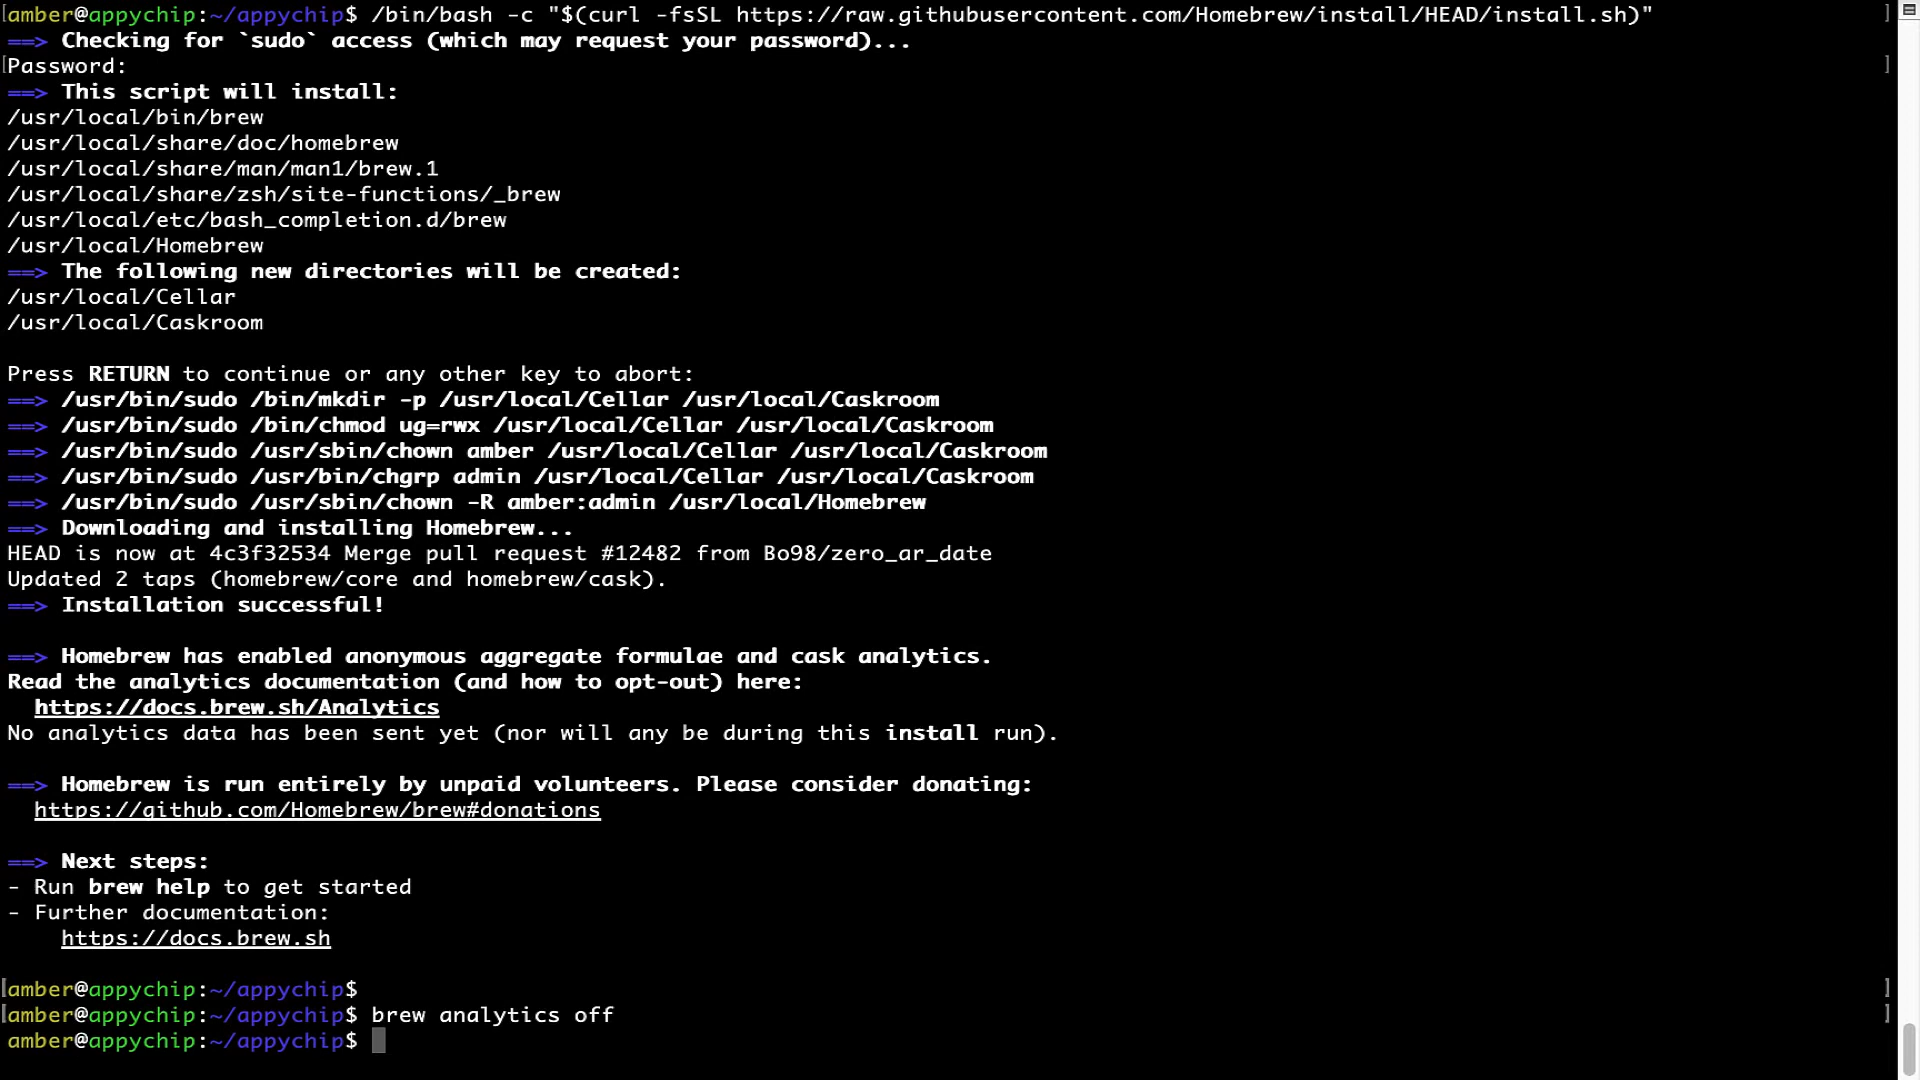 [amber@appychip:~/appychip$ /bin/bash -c "$(curl -fsSL https://raw.githubusercontent.com/Homebrew/install/HEAD/install.sh)" ]
==> Checking for `sudo` access (which may request your password)...
[Password: ]
==> This script will install:
/usr/local/bin/brew
/usr/local/share/doc/homebrew
/usr/local/share/man/man1/brew.1
/usr/local/share/zsh/site-functions/_brew
/usr/local/etc/bash_completion.d/brew
/usr/local/Homebrew
==> The following new directories will be created:
/usr/local/Cellar
/usr/local/Caskroom
Press RETURN to continue or any other key to abort:
==> /usr/bin/sudo /bin/mkdir -p /usr/local/Cellar /usr/local/Caskroom
==> /usr/bin/sudo /bin/chmod ug=rwx /usr/local/Cellar /usr/local/Caskroom
==> /usr/bin/sudo /usr/sbin/chown amber /usr/local/Cellar /usr/local/Caskroom
==> /usr/bin/sudo /usr/bin/chgrp admin /usr/local/Cellar /usr/local/Caskroom
==> /usr/bin/sudo /usr/sbin/chown -R amber:admin /usr/local/Homebrew
==> Downloading and installing Homebrew...
HEAD is now at 4c3f32534 Merge pull request #12482 from Bo98/zero_ar_date
Updated 2 taps (homebrew/core and homebrew/cask).
==> Installation successful!
==> Homebrew has enabled anonymous aggregate formulae and cask analytics.
Read the analytics documentation (and how to opt-out) here:
https://docs.brew.sh/Analytics
No analytics data has been sent yet (nor will any be during this install run).
==> Homebrew is run entirely by unpaid volunteers. Please consider donating:
https://github.com/Homebrew/brew#donations
==> Next steps:
- Run brew help to get started
- Further documentation:
https://docs.brew.sh
[amber@appychip:~/appychip$ ]
[amber@appychip:~/appychip$ brew analytics off ]
amber@appychip:~/appychip$